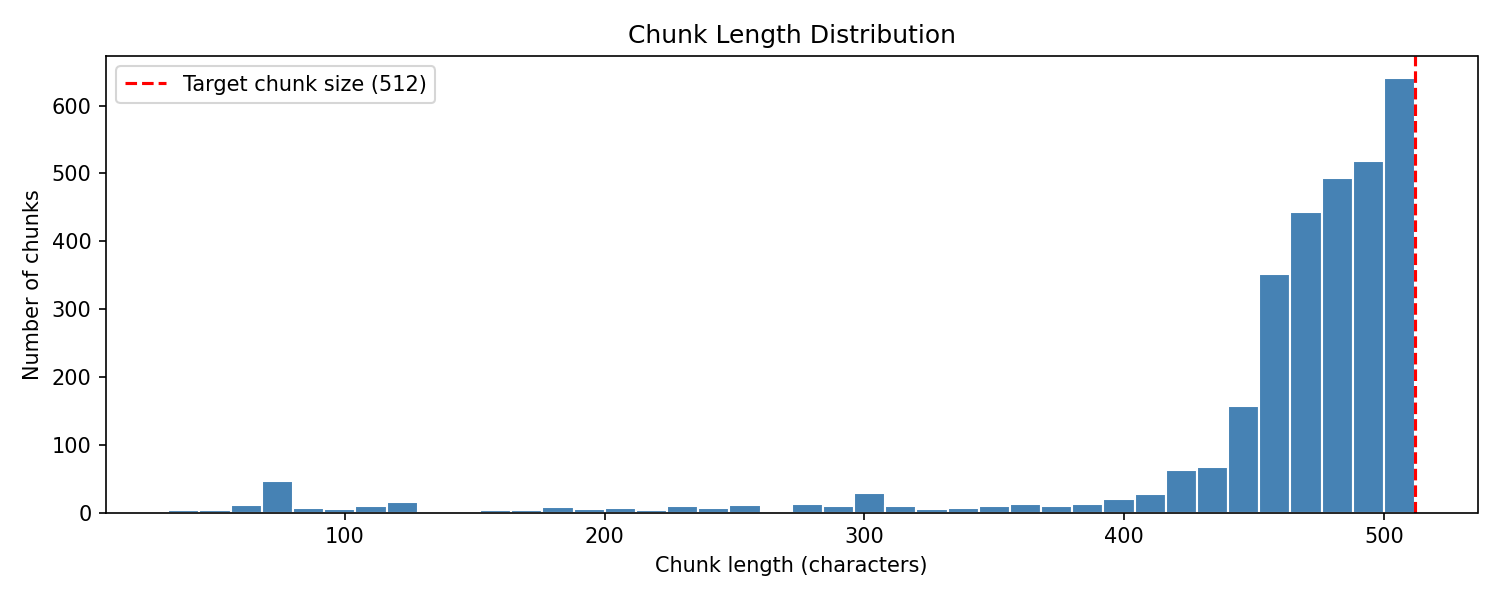 Chunk Length Distribution
Target chunk size (512)
Number of chunks
600
500
400
300
200
100
0
100 200 300 400 500
Chunk length (characters)